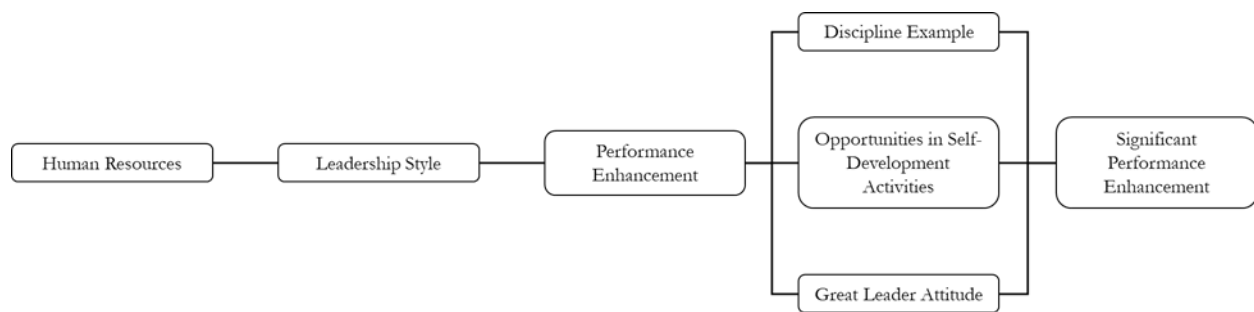 Human Resources
Leadership Style
Performance
Enhancement
Discipline Example
Opportunities in Self-
Development
Activities
Great Leader Attitude
Significant
Performance
Enhancement